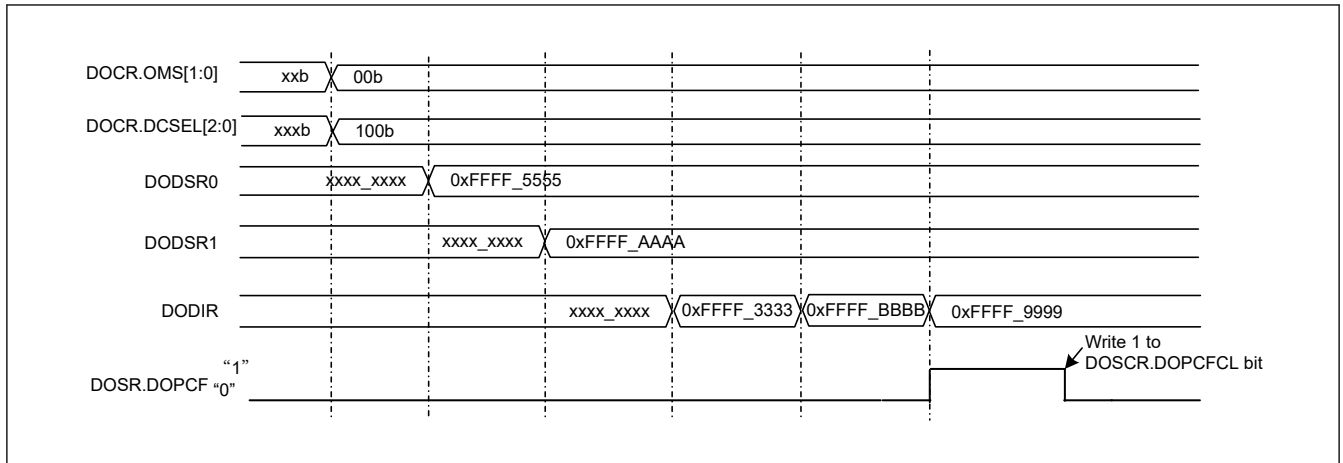 DOCR.OMS[1:0] xxb 00b
DOCR.DCSEL[2:0] xxxb 100b
DODSR0 xxxx_xxxx 0xFFFF_5555
DODSR1 xxxx_xxxx 0xFFFF_AAAA
DODIR xxxx_xxxx 0xFFFF_3333 0xFFFF_BBBB 0xFFFF_9999
Write 1 to
DOSCR.DOPCFCL bit
“1”
DOSR.DOPCF “0”